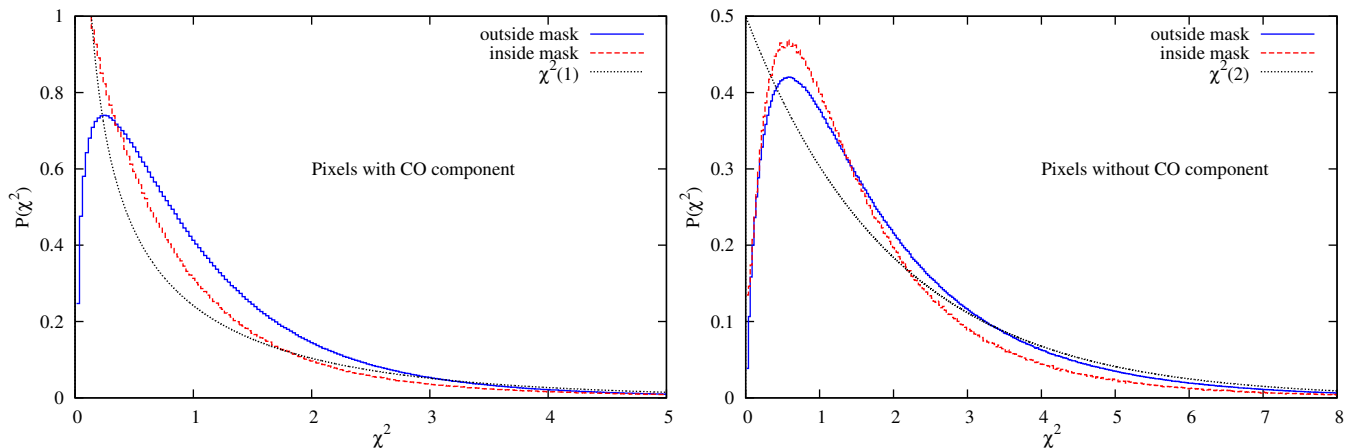 1
0.8
0.6
0.4
0.2
0
0 1 2 3 4 5
P(χ²)
χ²
outside mask
inside mask
χ²(1)
Pixels with CO component
0.5
0.4
0.3
0.2
0.1
0
0 1 2 3 4 5 6 7 8
P(χ²)
χ²
outside mask
inside mask
χ²(2)
Pixels without CO component